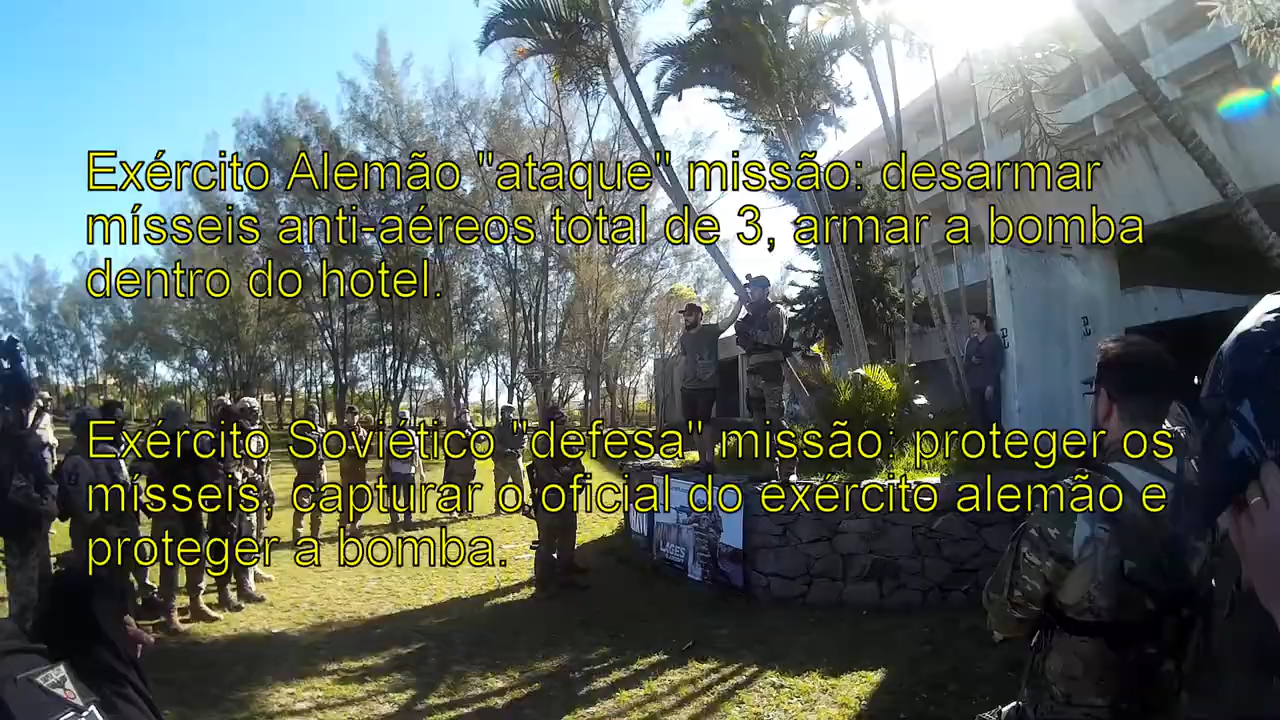 Exército Alemão "ataque" missão: desarmar
mísseis anti-aéreos total de 3, armar a bomba
dentro do hotel.
Exército Soviético "defesa" missão: proteger os
mísseis, capturar o oficial do exército alemão e
proteger a bomba.
LAGES